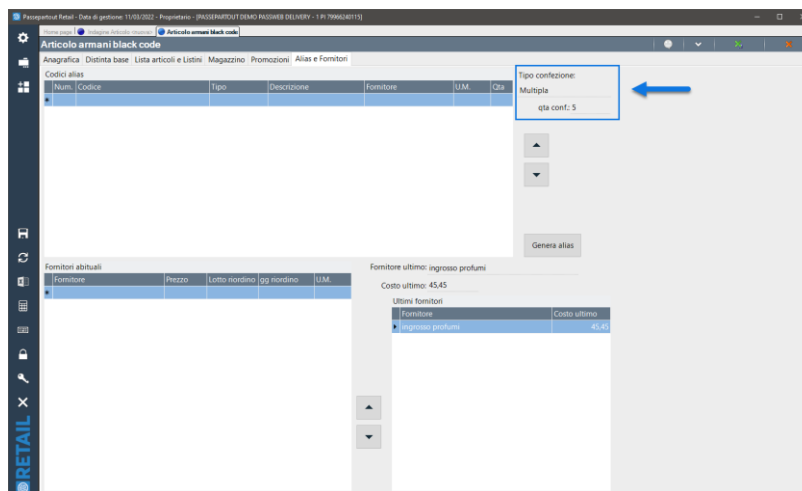 Passepartout Retail - Data di gestione: 11/03/2022 - Proprietario - [PASSEPARTOUT DEMO PASSWEB DELIVERY - 1 P.I 79966240115]
Home page Indagine Articolo (nuovo) Articolo armani black code
Articolo armani black code
Anagrafica Distinta base Lista articoli e Listini Magazzino Promozioni Alias e Fornitori
Codici alias
Num. Codice Tipo Descrizione Fornitore U.M. Qta
Tipo confezione:
Multipla
qta conf.: 5
Genera alias
Fornitori abituali
Fornitore Prezzo Lotto riordino gg riordino U.M.
Fornitore ultimo: ingrosso profumi
Costo ultimo: 45,45
Ultimi fornitori
Fornitore Costo ultimo
ingrosso profumi 45,45
RETAIL